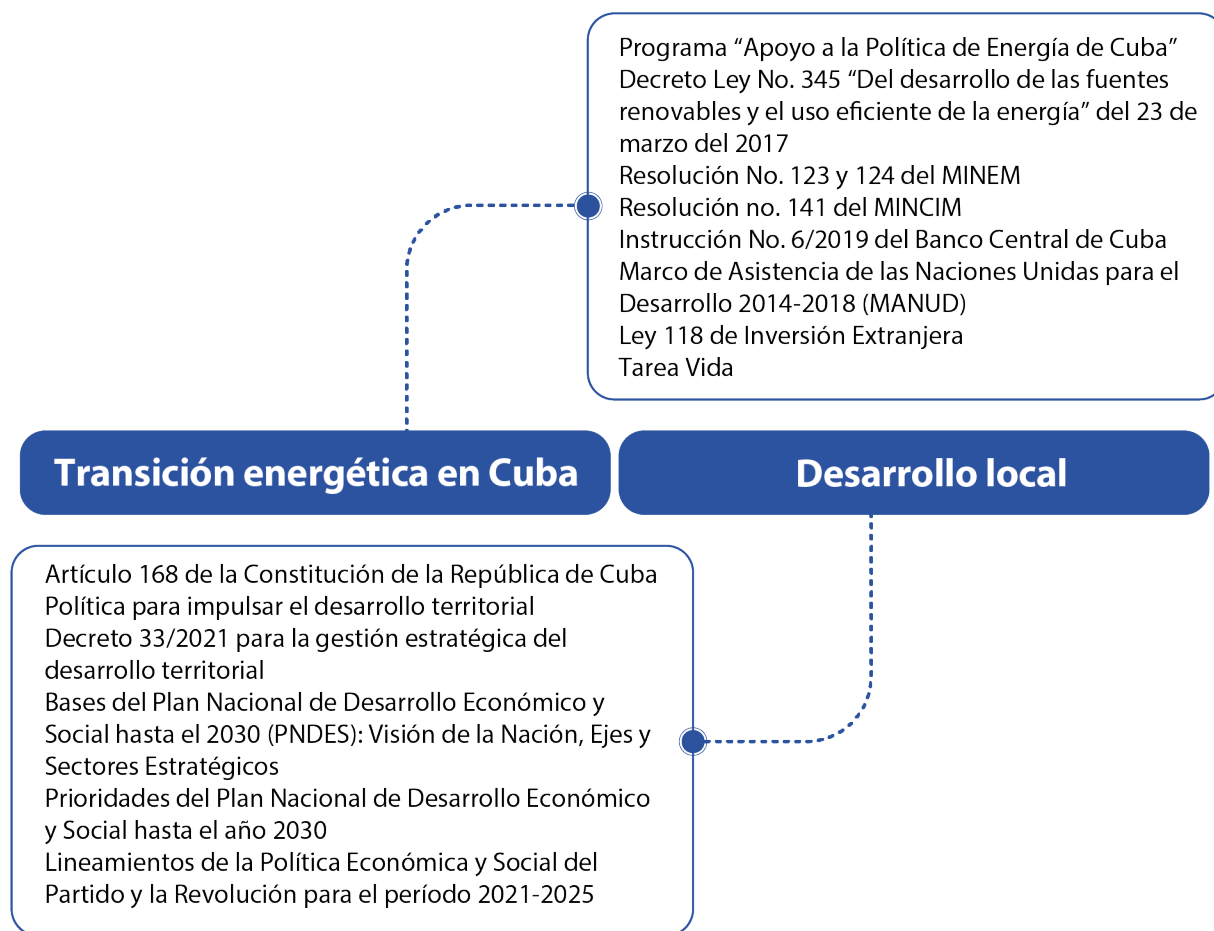 Programa “Apoyo a la Política de Energía de Cuba”
Decreto Ley No. 345 “Del desarrollo de las fuentes
renovables y el uso eficiente de la energía” del 23 de
marzo del 2017
Resolución No. 123 y 124 del MINEM
Resolución no. 141 del MINCIM
Instrucción No. 6/2019 del Banco Central de Cuba
Marco de Asistencia de las Naciones Unidas para el
Desarrollo 2014-2018 (MANUD)
Ley 118 de Inversión Extranjera
Tarea Vida
Transición energética en Cuba
Desarrollo local
Artículo 168 de la Constitución de la República de Cuba
Política para impulsar el desarrollo territorial
Decreto 33/2021 para la gestión estratégica del
desarrollo territorial
Bases del Plan Nacional de Desarrollo Económico y
Social hasta el 2030 (PNDES): Visión de la Nación, Ejes y
Sectores Estratégicos
Prioridades del Plan Nacional de Desarrollo Económico
y Social hasta el año 2030
Lineamientos de la Política Económica y Social del
Partido y la Revolución para el período 2021-2025